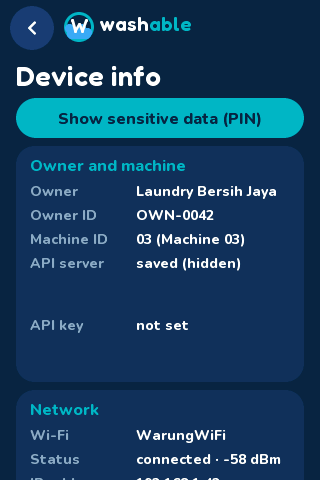 W washable
Device info
Show sensitive data (PIN)
Owner and machine
Owner Laundry Bersih Jaya
Owner ID OWN-0042
Machine ID 03 (Machine 03)
API server saved (hidden)
API key not set
Network
Wi-Fi WarungWiFi
Status connected · -58 dBm